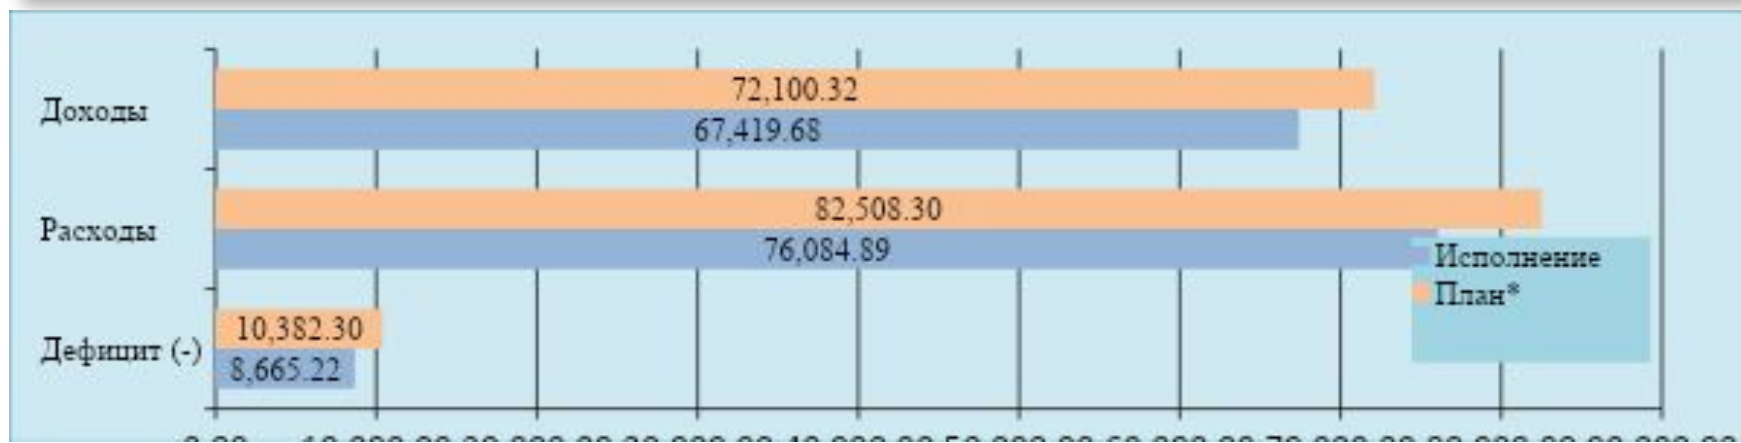 72,100.32
Доходы
67,419.68
82,508.30
Расходы
76,084.89
Исполнение
План*
10,382.30
Дефицит (-)
8,665.22